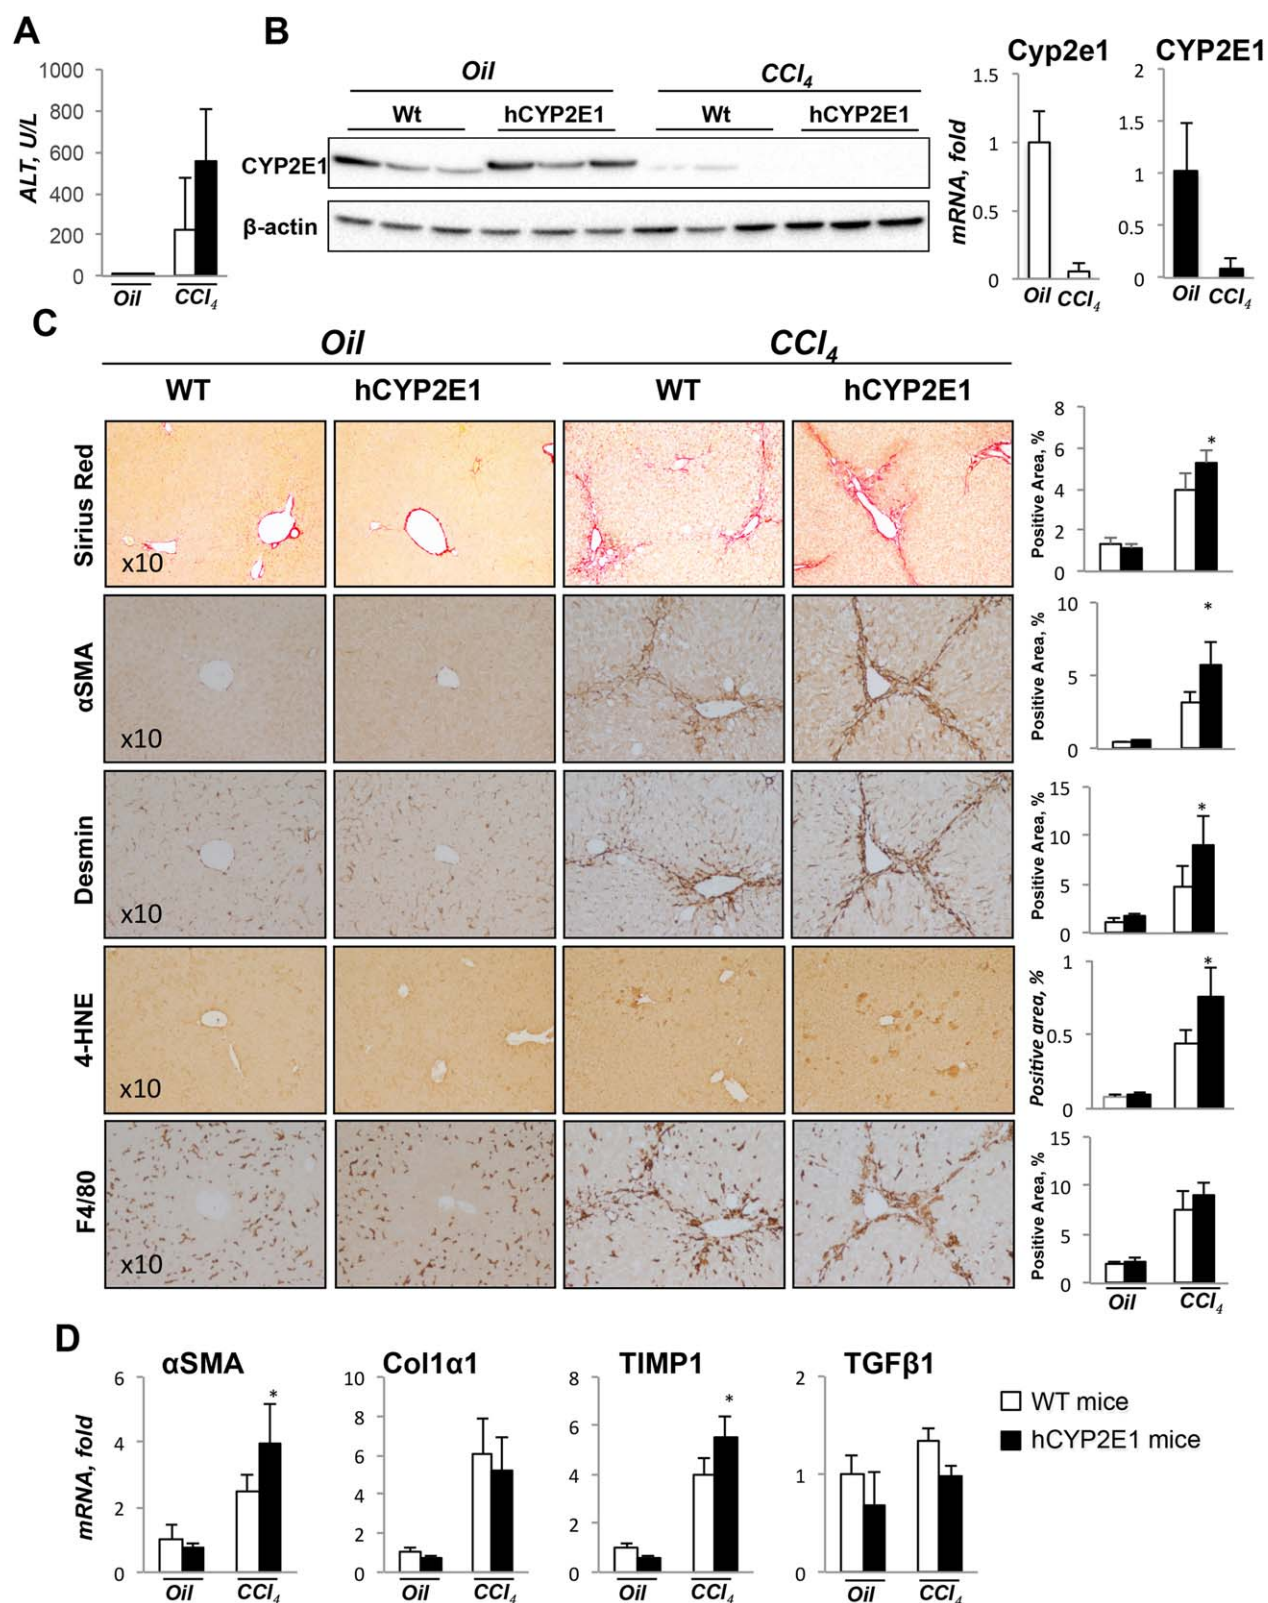 A
1000
800
600
400
200
0
ALT, U/L
Oil
CCl4
B
Oil
CCl4
Wt
hCYP2E1
Wt
hCYP2E1
CYP2E1
β-actin
Cyp2e1
1.5
1
0.5
0
mRNA, fold
Oil
CCl4
CYP2E1
2
1.5
1
0.5
0
Oil
CCl4
C
Oil
CCl4
WT
hCYP2E1
WT
hCYP2E1
Sirius Red
x10
Positive Area, %
8
6
4
2
0
*
αSMA
x10
Positive Area, %
10
5
0
*
Desmin
x10
Positive Area, %
15
10
5
0
*
4-HNE
x10
Positive area, %
1
0.5
0
*
F4/80
x10
Positive Area, %
15
10
5
0
Oil
CCl4
D
αSMA
6
4
2
0
mRNA, fold
*
Oil
CCl4
Col1α1
10
8
6
4
2
0
Oil
CCl4
TIMP1
8
6
4
2
0
*
Oil
CCl4
TGFβ1
2
1
0
Oil
CCl4
WT mice
hCYP2E1 mice